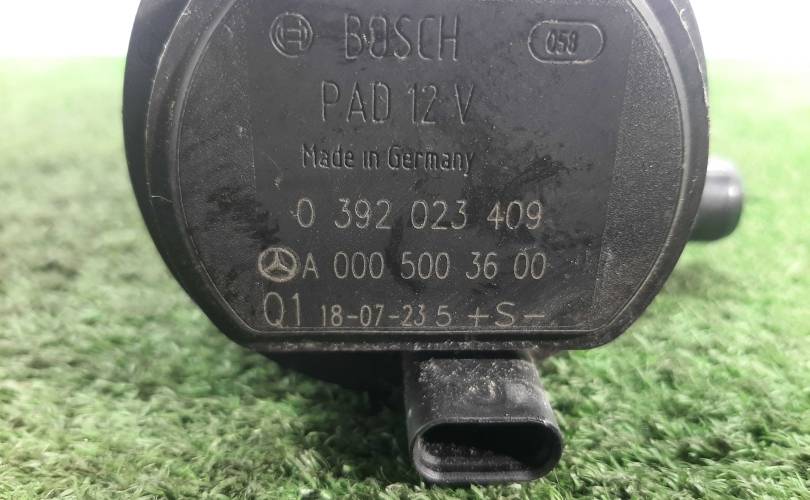 BOSCH 058
PAD 12 V
Made in Germany
0 392 023 409
A 000 500 36 00
Q1 18-07-23 5 +S-